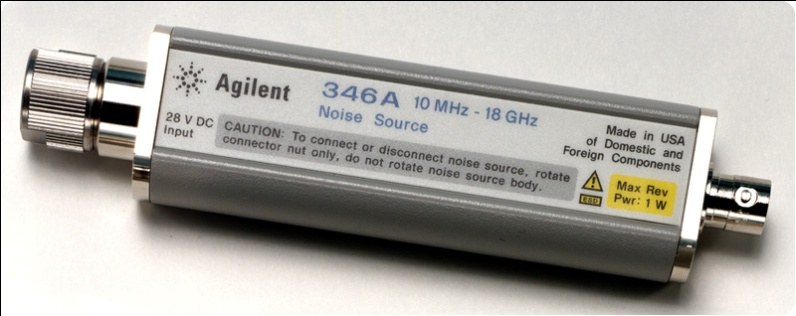 Agilent
346A 10 MHz - 18 GHz
Noise Source
28 V DC
input
CAUTION: To connect or disconnect noise source, rotate
connector nut only, do not rotate noise source body.
Made in USA
of Domestic and
Foreign Components
ESD
Max Rev
Pwr: 1 W